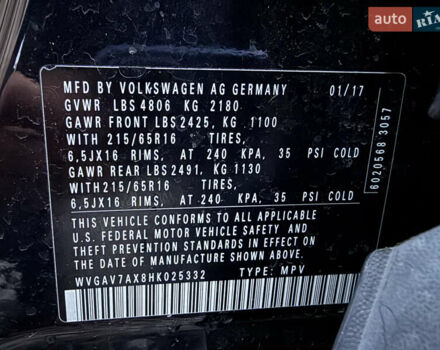 auto RIA
MFD BY VOLKSWAGEN AG GERMANY 01/17
GVWR LBS 4806 KG 2180
GAWR FRONT LBS 2425, KG 1100
WITH 215/65R16 TIRES,
6,5JX16 RIMS, AT 240 KPA, 35 PSI COLD
GAWR REAR LBS 2491, KG 1130
WITH215/65R16 TIRES,
6,5JX16 RIMS, AT 240 KPA, 35 PSI COLD
THIS VEHICLE CONFORMS TO ALL APPLICABLE
U.S. FEDERAL MOTOR VEHICLE SAFETY AND
THEFT PREVENTION STANDARDS IN EFFECT ON
THE DATE OF MANUFACTURE SHOWN ABOVE.
WVGAV7AX8HK025332 TYPE: MPV
6020568 3057